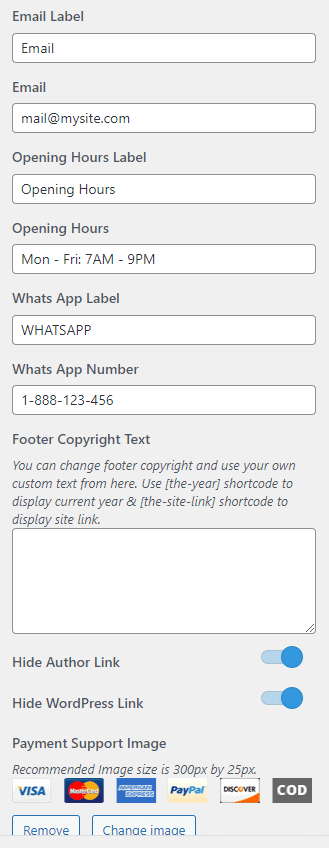 Email Label
Email
Email
mail@mysite.com
Opening Hours Label
Opening Hours
Opening Hours
Mon - Fri: 7AM - 9PM
Whats App Label
WHATSAPP
Whats App Number
1-888-123-456
Footer Copyright Text
You can change footer copyright and use your own
custom text from here. Use [the-year] shortcode to
display current year & [the-site-link] shortcode to
display site link.
Hide Author Link
Hide WordPress Link
Payment Support Image
Recommended Image size is 300px by 25px.
VISA MasterCard AMERICAN EXPRESS PayPal DISCOVER COD
Remove Change image